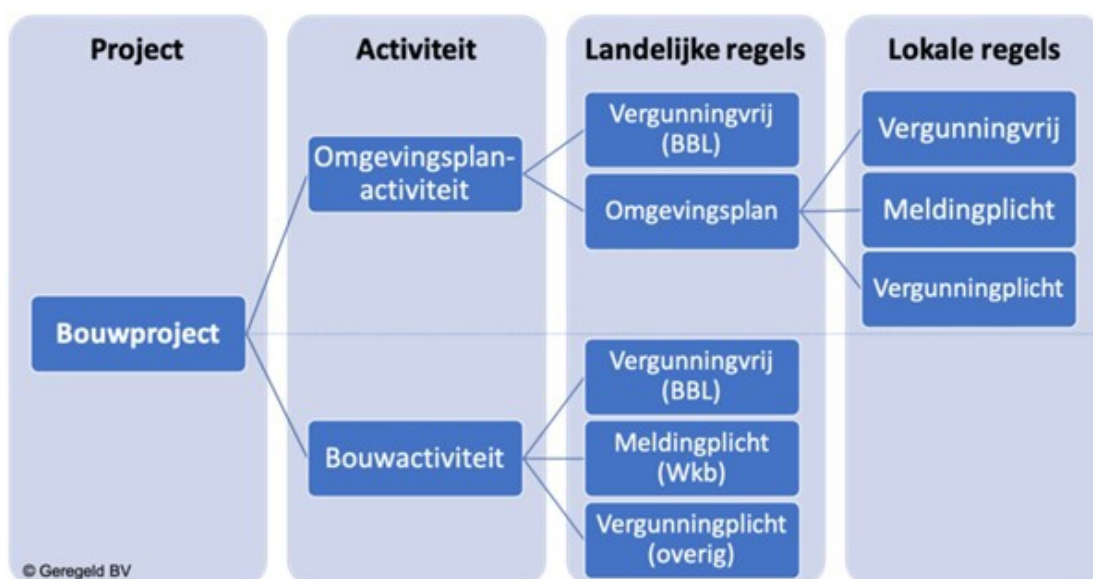 Project
Activiteit
Landelijke regels
Lokale regels
Bouwproject
Omgevingsplan-
activiteit
Bouwactiviteit
Vergunningvrij
(BBL)
Omgevingsplan
Vergunningvrij
(BBL)
Meldingplicht
(Wkb)
Vergunningplicht
(overig)
Vergunningvrij
Meldingplicht
Vergunningplicht
© Geregeld BV